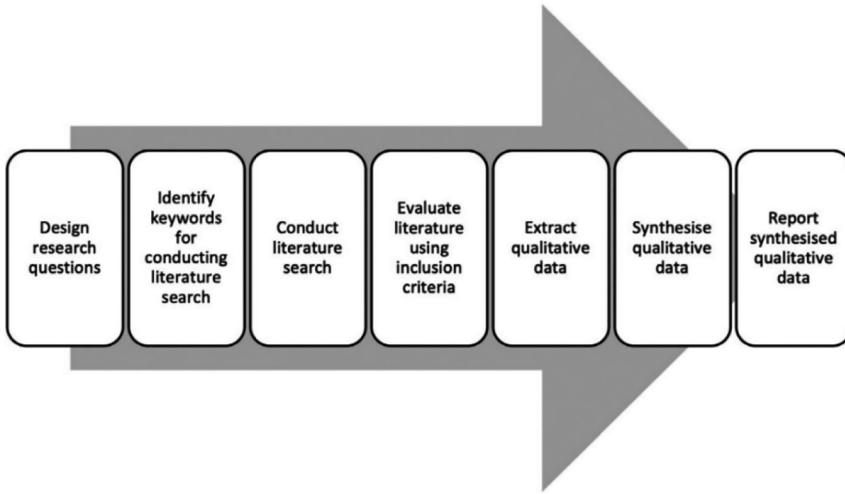 Design
research
questions
Identify
keywords
for
conducting
literature
search
Conduct
literature
search
Evaluate
literature
using
inclusion
criteria
Extract
qualitative
data
Synthesise
qualitative
data
Report
synthesised
qualitative
data